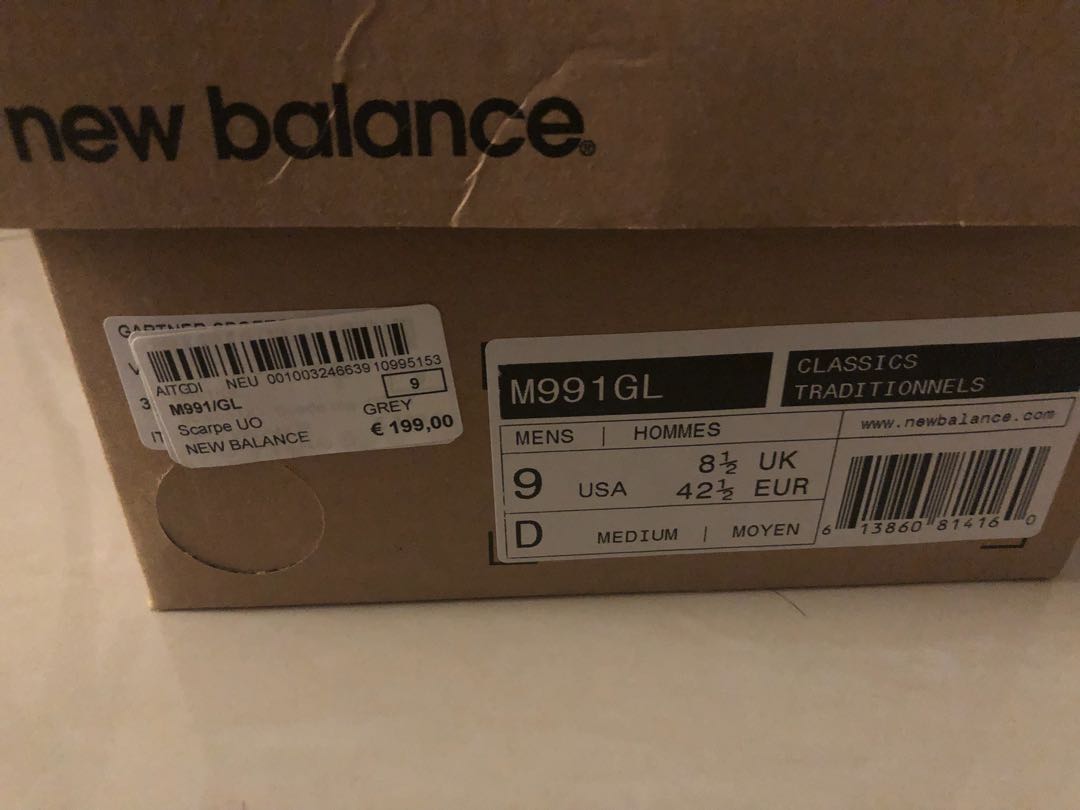 new balance®
AITGDI NEU 001003246639 10995153
M991/GL 9
Scarpe UO GREY
NEW BALANCE € 199,00
M991GL
CLASSICS
TRADITIONNELS
MENS | HOMMES
www.newbalance.com
9 USA 8½ UK
42½ EUR
D MEDIUM | MOYEN
6 13860 81416 0